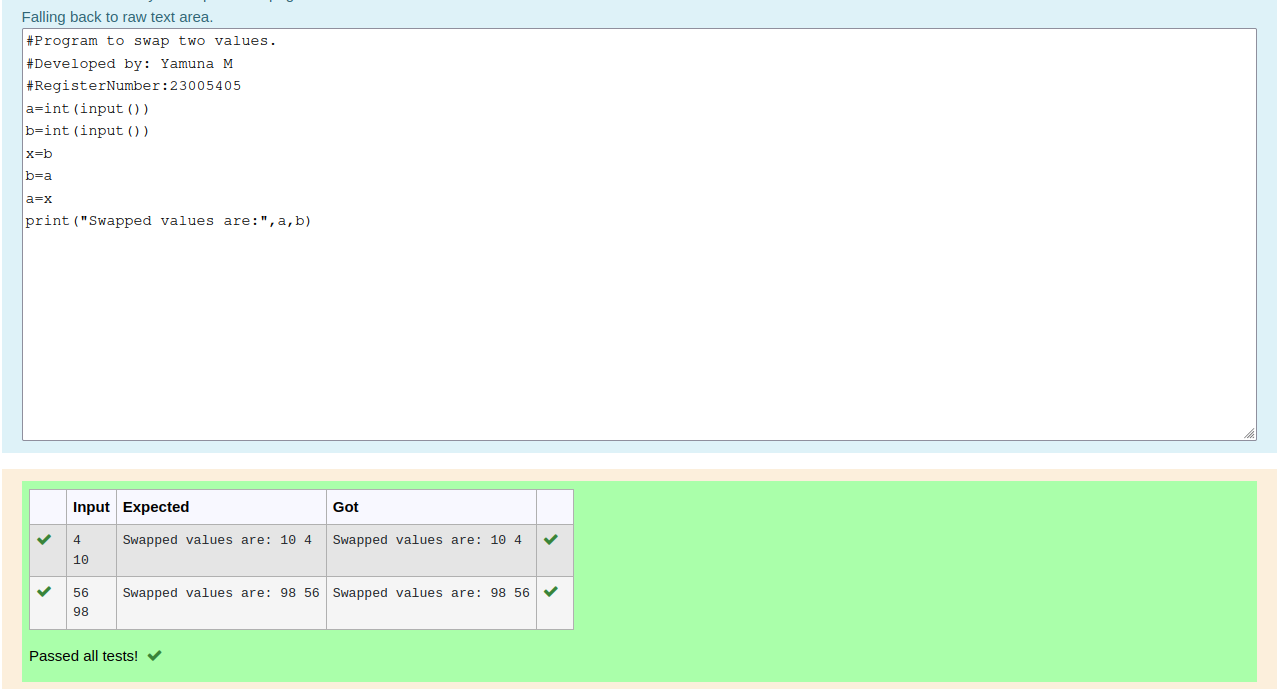 Falling back to raw text area.
#Program to swap two values.
#Developed by: Yamuna M
#RegisterNumber:23005405
a=int(input())
b=int(input())
x=b
b=a
a=x
print("Swapped values are:",a,b)
Input Expected Got
4 Swapped values are: 10 4 Swapped values are: 10 4
10
56 Swapped values are: 98 56 Swapped values are: 98 56
98
Passed all tests!